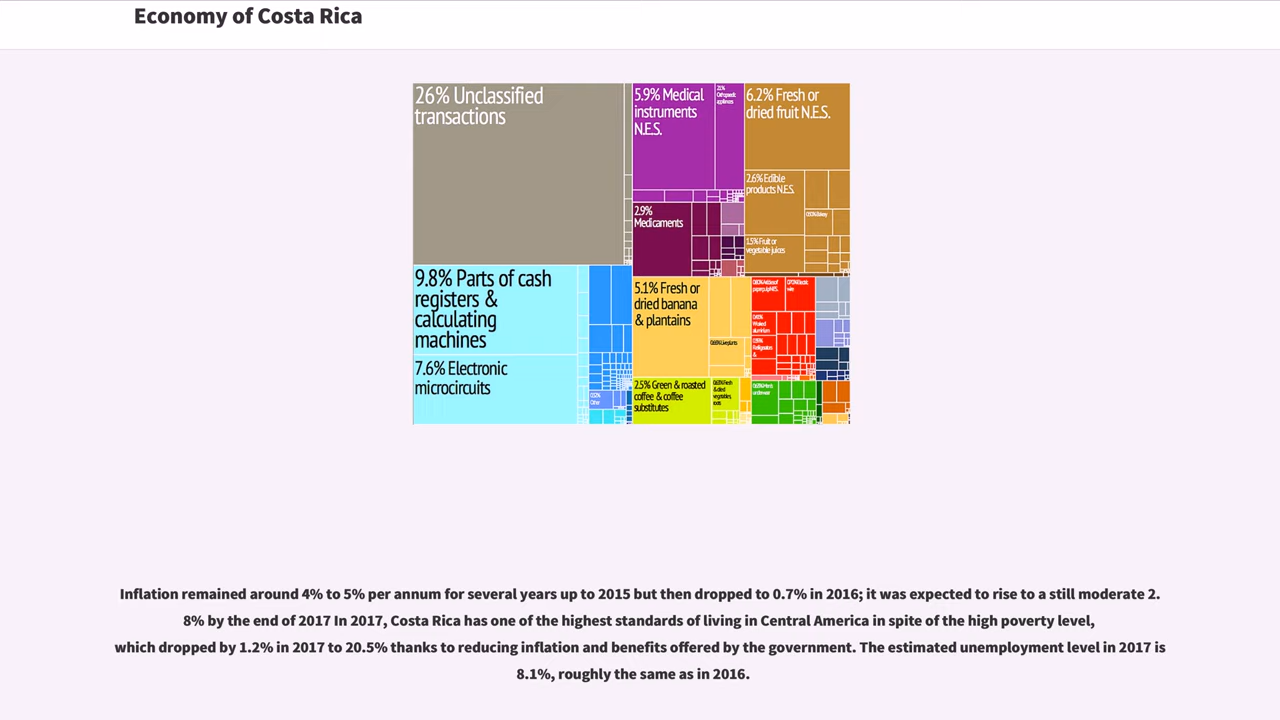 Economy of Costa Rica
26% Unclassified
transactions
5.9% Medical
instruments
N.E.S.
2.1%
Orthopaedic
appliances
6.2% Fresh or
dried fruit N.E.S.
2.6% Edible
products N.E.S.
1.5% Fruit or
vegetable juices
2.9%
Medicaments
9.8% Parts of cash
registers &
calculating
machines
7.6% Electronic
microcircuits
5.1% Fresh or
dried banana
& plantains
2.5% Green & roasted
coffee & coffee
substitutes
Inflation remained around 4% to 5% per annum for several years up to 2015 but then dropped to 0.7% in 2016; it was expected to rise to a still moderate 2.
8% by the end of 2017 In 2017, Costa Rica has one of the highest standards of living in Central America in spite of the high poverty level,
which dropped by 1.2% in 2017 to 20.5% thanks to reducing inflation and benefits offered by the government. The estimated unemployment level in 2017 is
8.1%, roughly the same as in 2016.